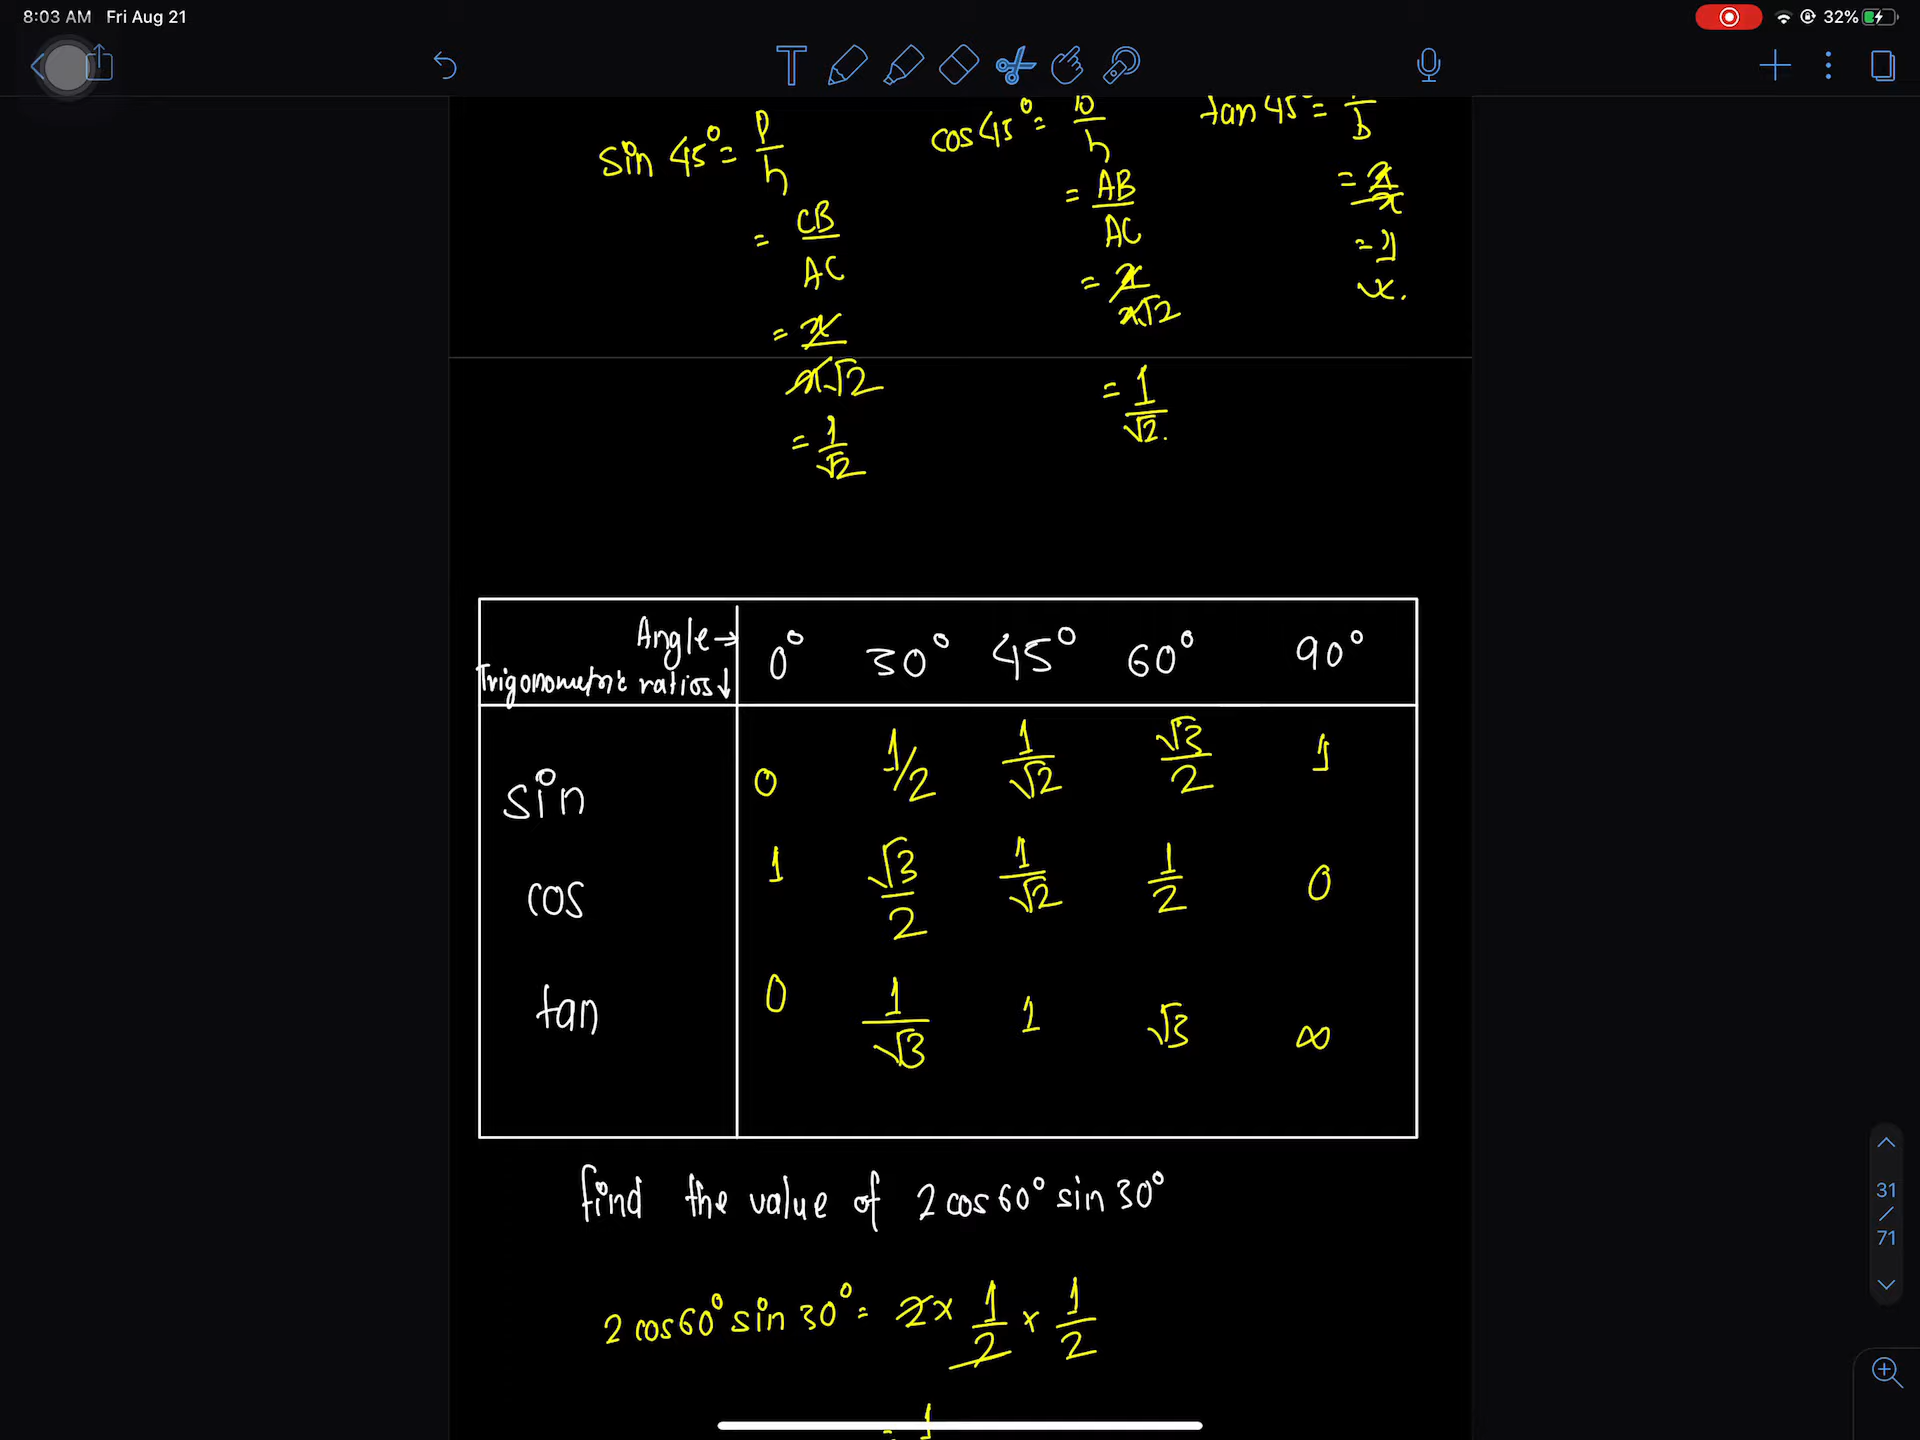 8:03 AM Fri Aug 21
32%
sin 45° = p/h
= CB/AC
= x/x√2
= 1/√2
cos 45° = b/h
= AB/AC
= x/x√2
= 1/√2.
tan 45° =
= x/x
= 1
Angle→ 0° 30° 45° 60° 90°
Trigonometric ratios↓
sin 0 1/2 1/√2 √3/2 1
cos 1 √3/2 1/√2 1/2 0
tan 0 1/√3 1 √3 ∞
find the value of 2 cos 60° sin 30°
2 cos 60° sin 30° = 2 × 1/2 × 1/2
= 1
31
/
71